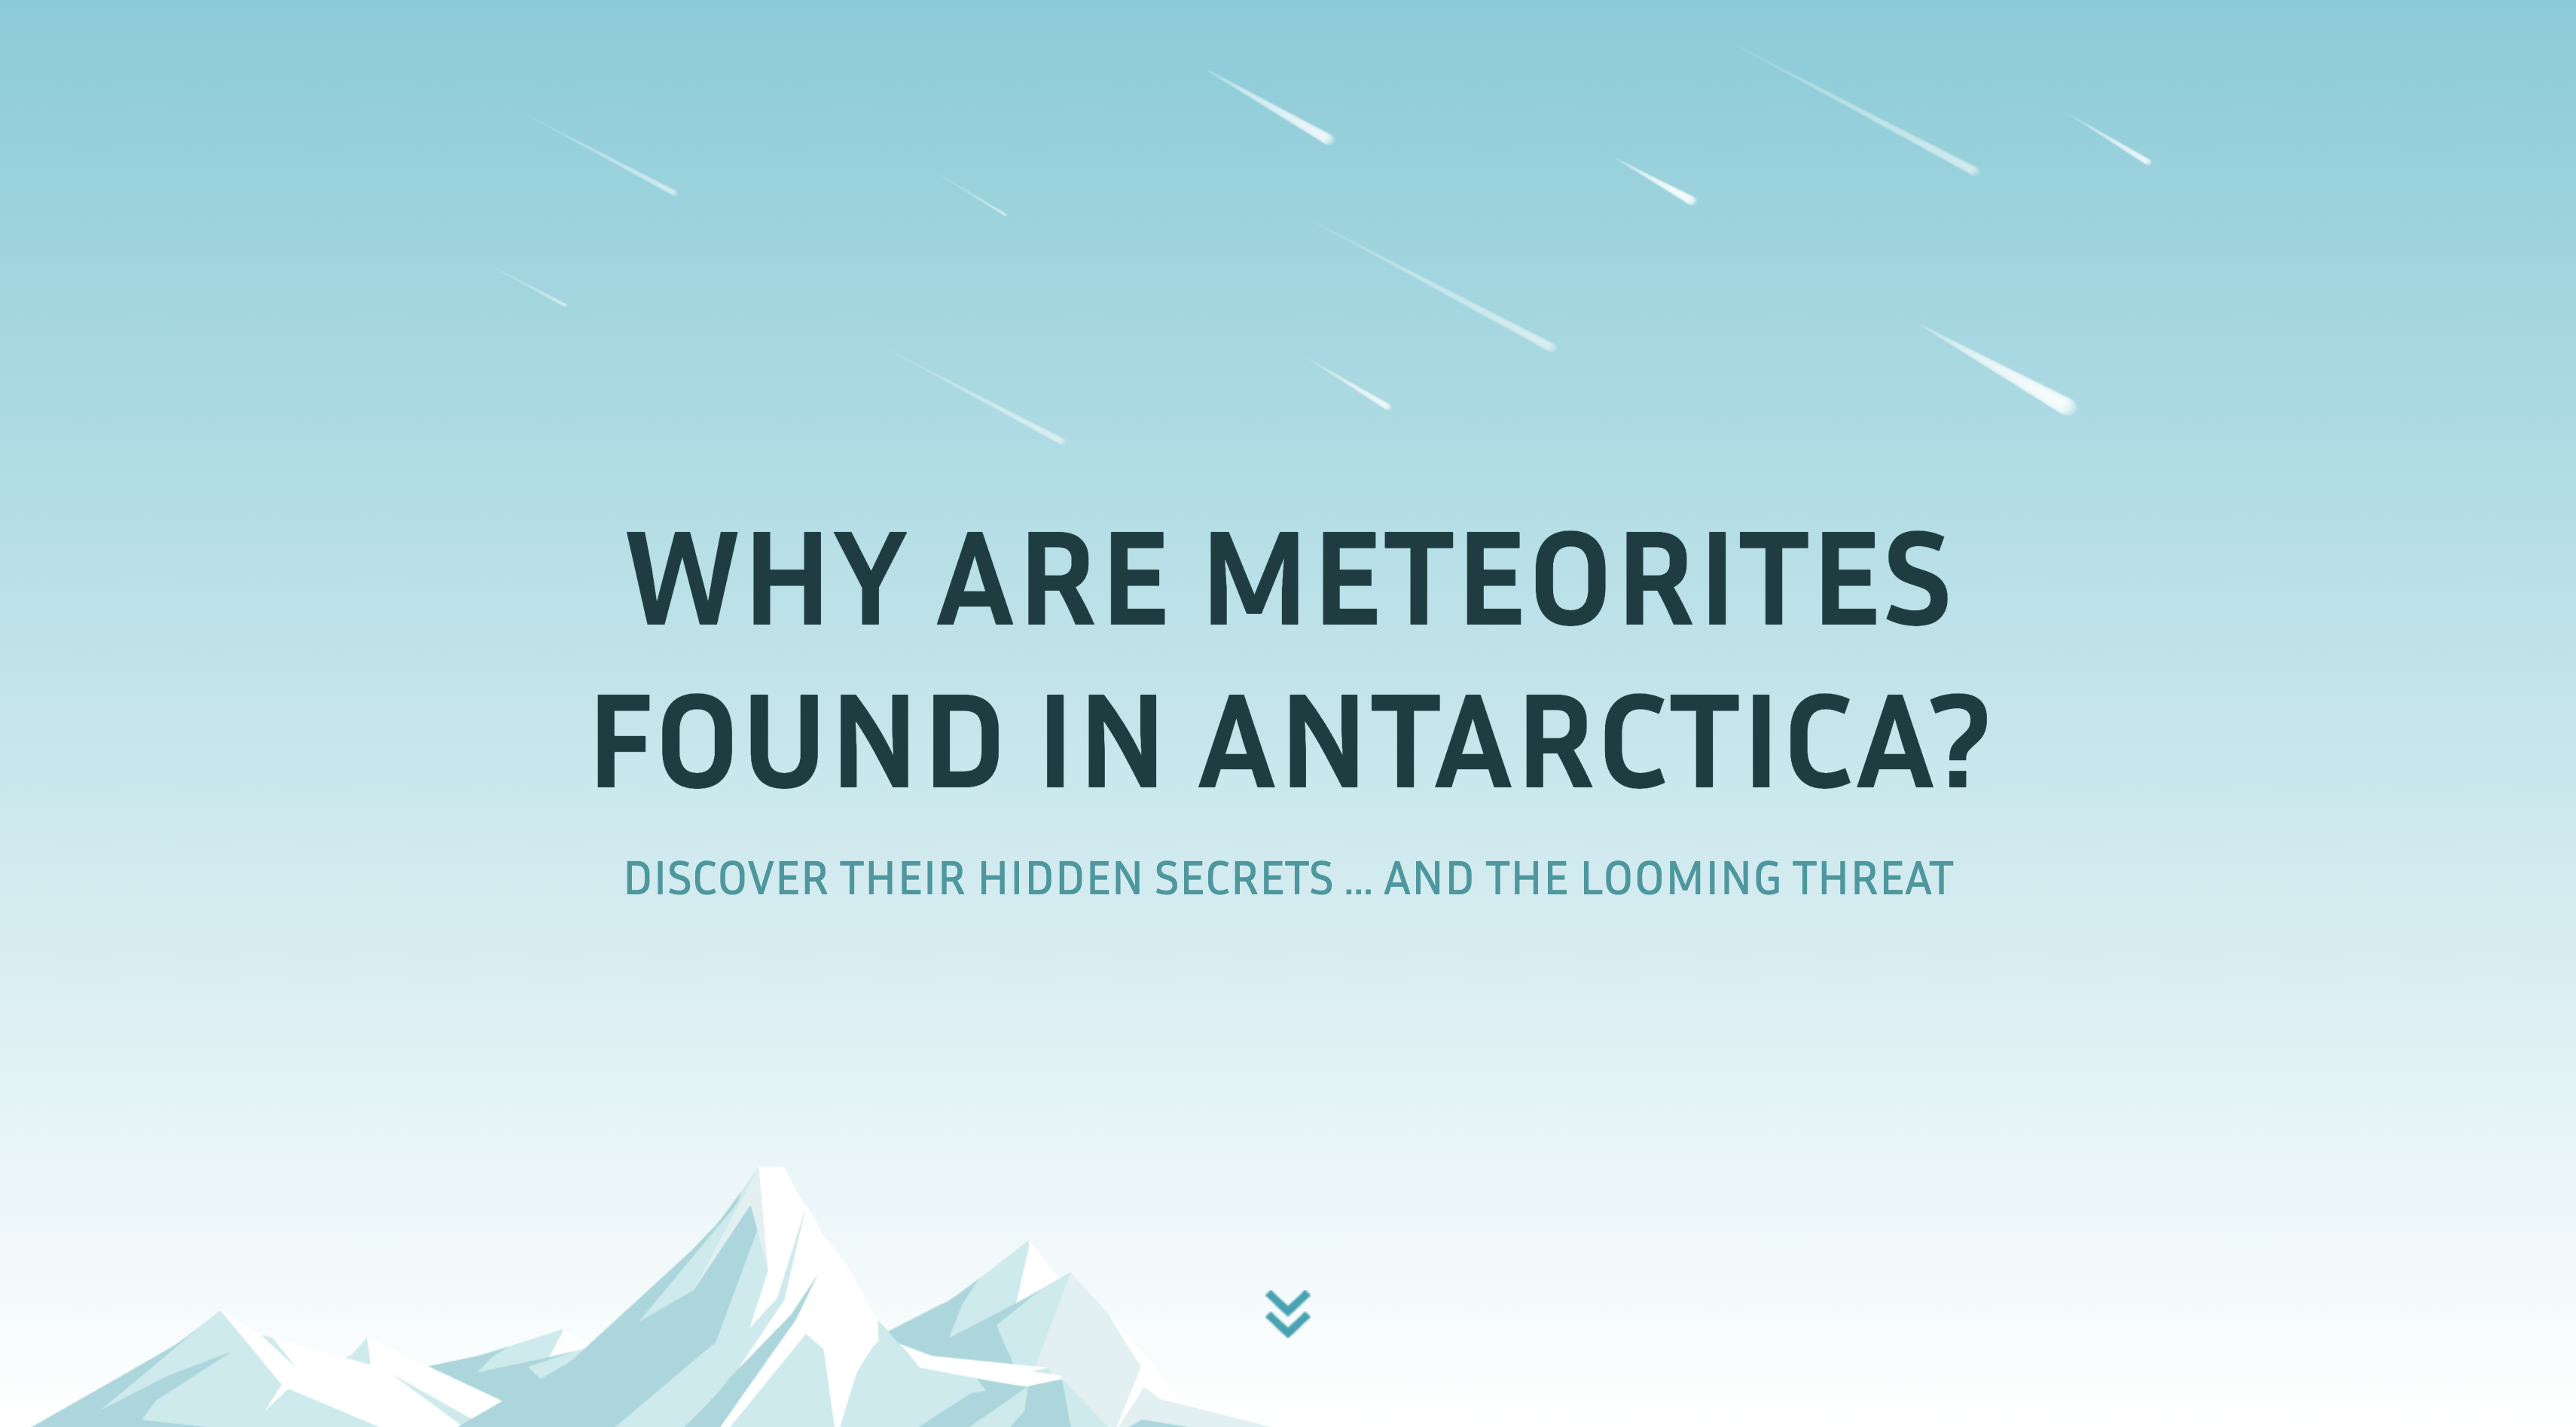 WHY ARE METEORITES
FOUND IN ANTARCTICA?
DISCOVER THEIR HIDDEN SECRETS ... AND THE LOOMING THREAT